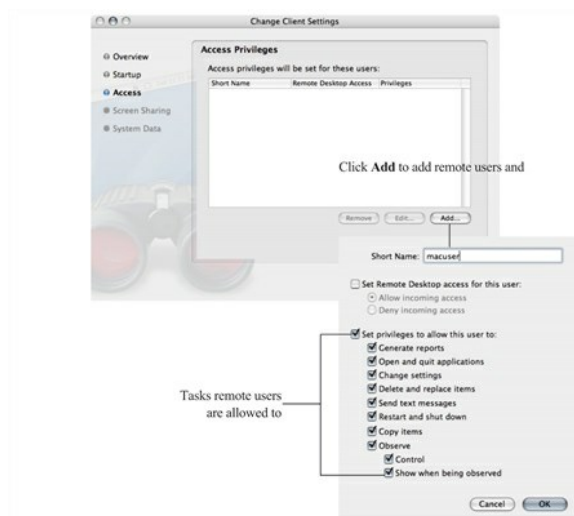 Change Client Settings
Overview
Startup
Access
Screen Sharing
System Data
Access Privileges
Access privileges will be set for these users:
Short Name Remote Desktop Access Privileges
Click Add to add remote users and
Remove Edit... Add...
Short Name: macuser
Set Remote Desktop access for this user:
Allow incoming access
Deny incoming access
Set privileges to allow this user to:
Generate reports
Open and quit applications
Change settings
Delete and replace items
Send text messages
Restart and shut down
Copy items
Observe
Control
Show when being observed
Tasks remote users
are allowed to
Cancel OK